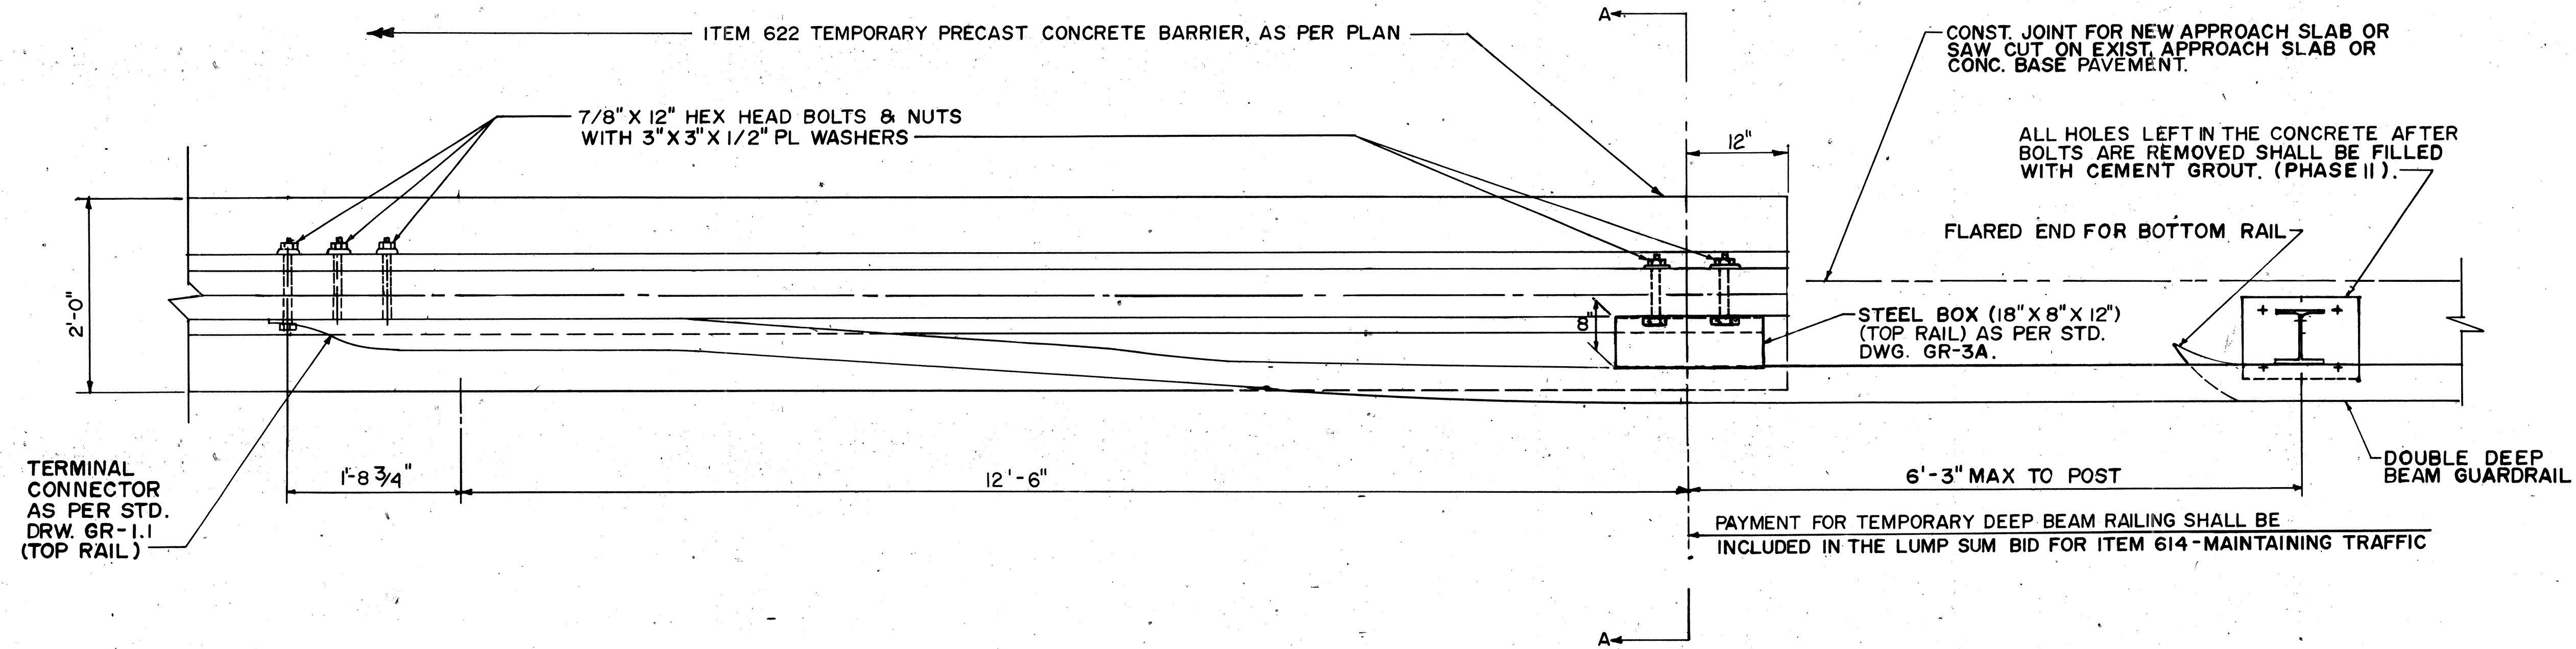 A
ITEM 622 TEMPORARY PRECAST CONCRETE BARRIER, AS PER PLAN
CONST. JOINT FOR NEW APPROACH SLAB OR
SAW CUT ON EXIST. APPROACH SLAB OR
CONC. BASE PAVEMENT.
7/8" X 12" HEX HEAD BOLTS & NUTS
WITH 3" X 3" X 1/2" PL WASHERS
12"
ALL HOLES LEFT IN THE CONCRETE AFTER
BOLTS ARE REMOVED SHALL BE FILLED
WITH CEMENT GROUT. (PHASE II).
FLARED END FOR BOTTOM RAIL
2'-0"
8"
STEEL BOX (18" X 8" X 12")
(TOP RAIL) AS PER STD.
DWG. GR-3A.
TERMINAL
CONNECTOR
AS PER STD.
DRW. GR-1.1
(TOP RAIL)
1'-8 3/4"
12'-6"
6'-3" MAX TO POST
DOUBLE DEEP
BEAM GUARDRAIL
PAYMENT FOR TEMPORARY DEEP BEAM RAILING SHALL BE
INCLUDED IN THE LUMP SUM BID FOR ITEM 614-MAINTAINING TRAFFIC
A